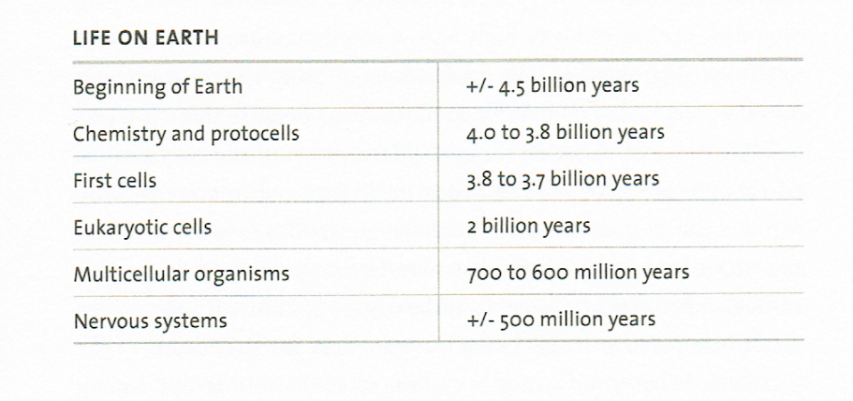 LIFE ON EARTH
Beginning of Earth +/- 4.5 billion years
Chemistry and protocells 4.0 to 3.8 billion years
First cells 3.8 to 3.7 billion years
Eukaryotic cells 2 billion years
Multicellular organisms 700 to 600 million years
Nervous systems +/- 500 million years